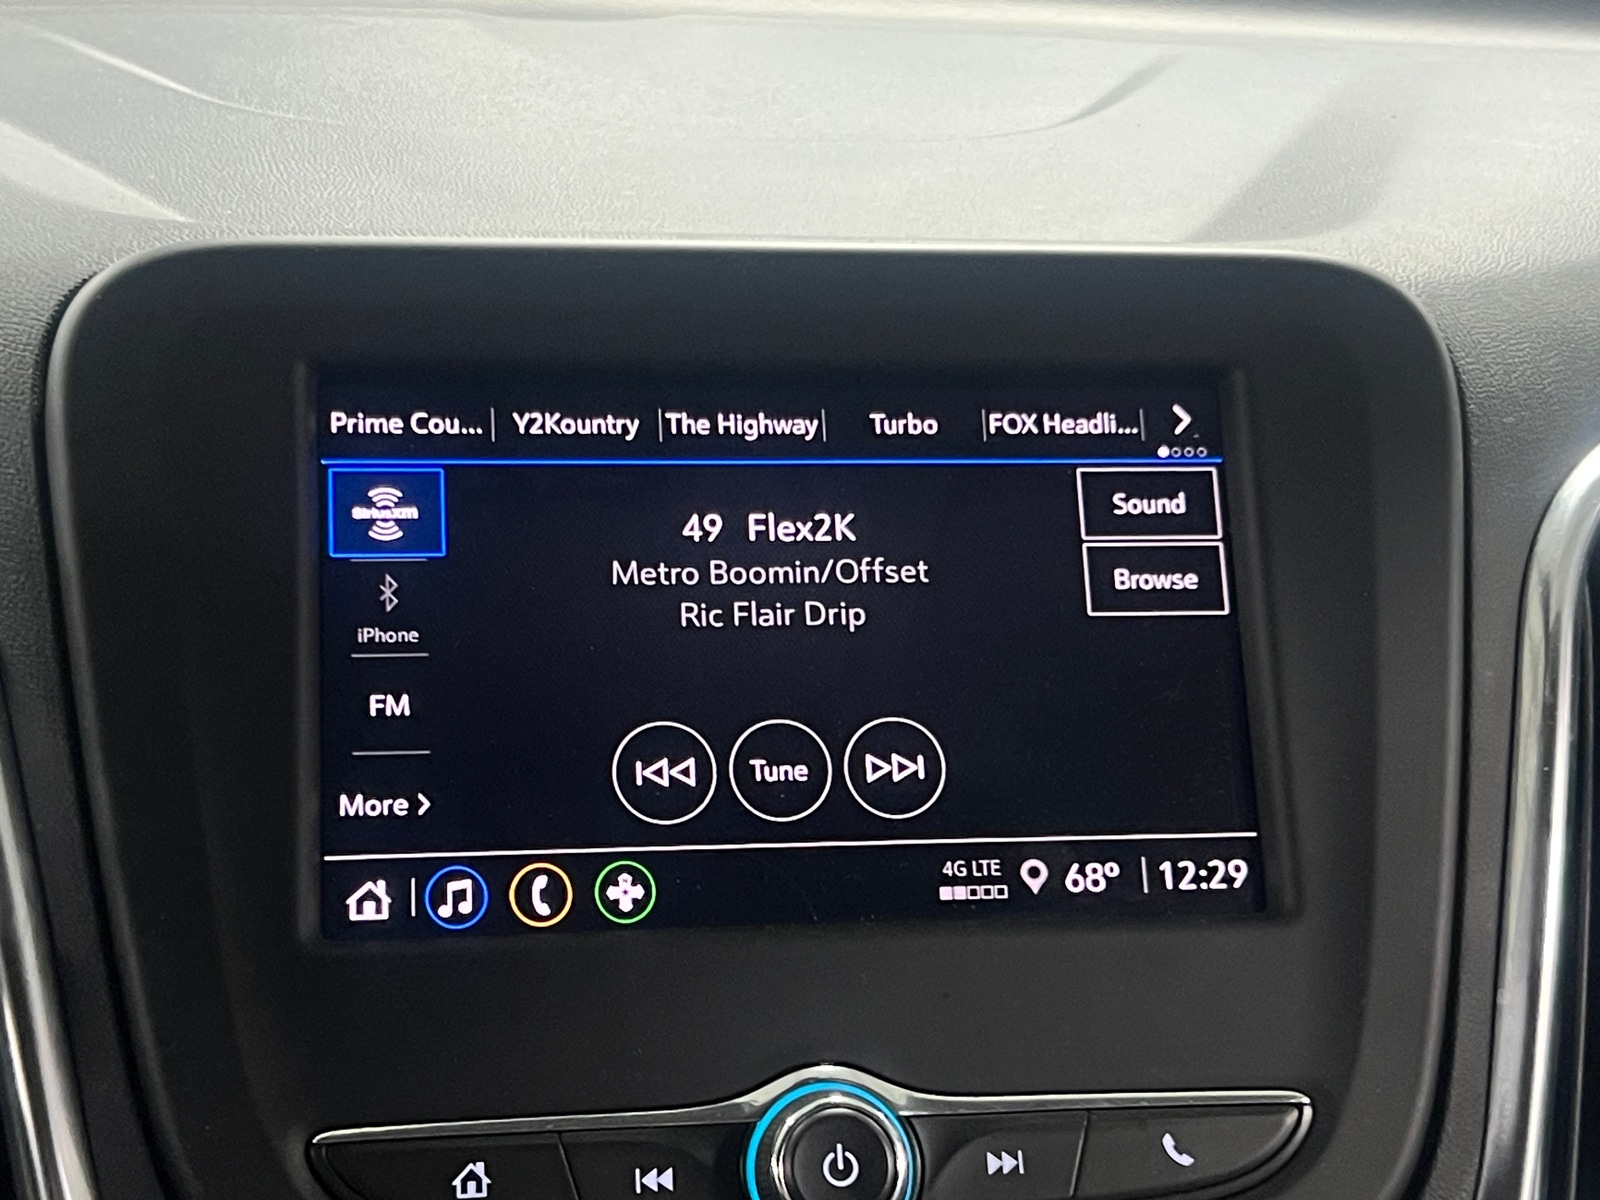 Prime Cou... Y2Kountry The Highway Turbo FOX Headli...
SiriusXM
Sound
49 Flex2K
Metro Boomin/Offset
Browse
Ric Flair Drip
iPhone
FM
Tune
More
4G LTE
68° 12:29